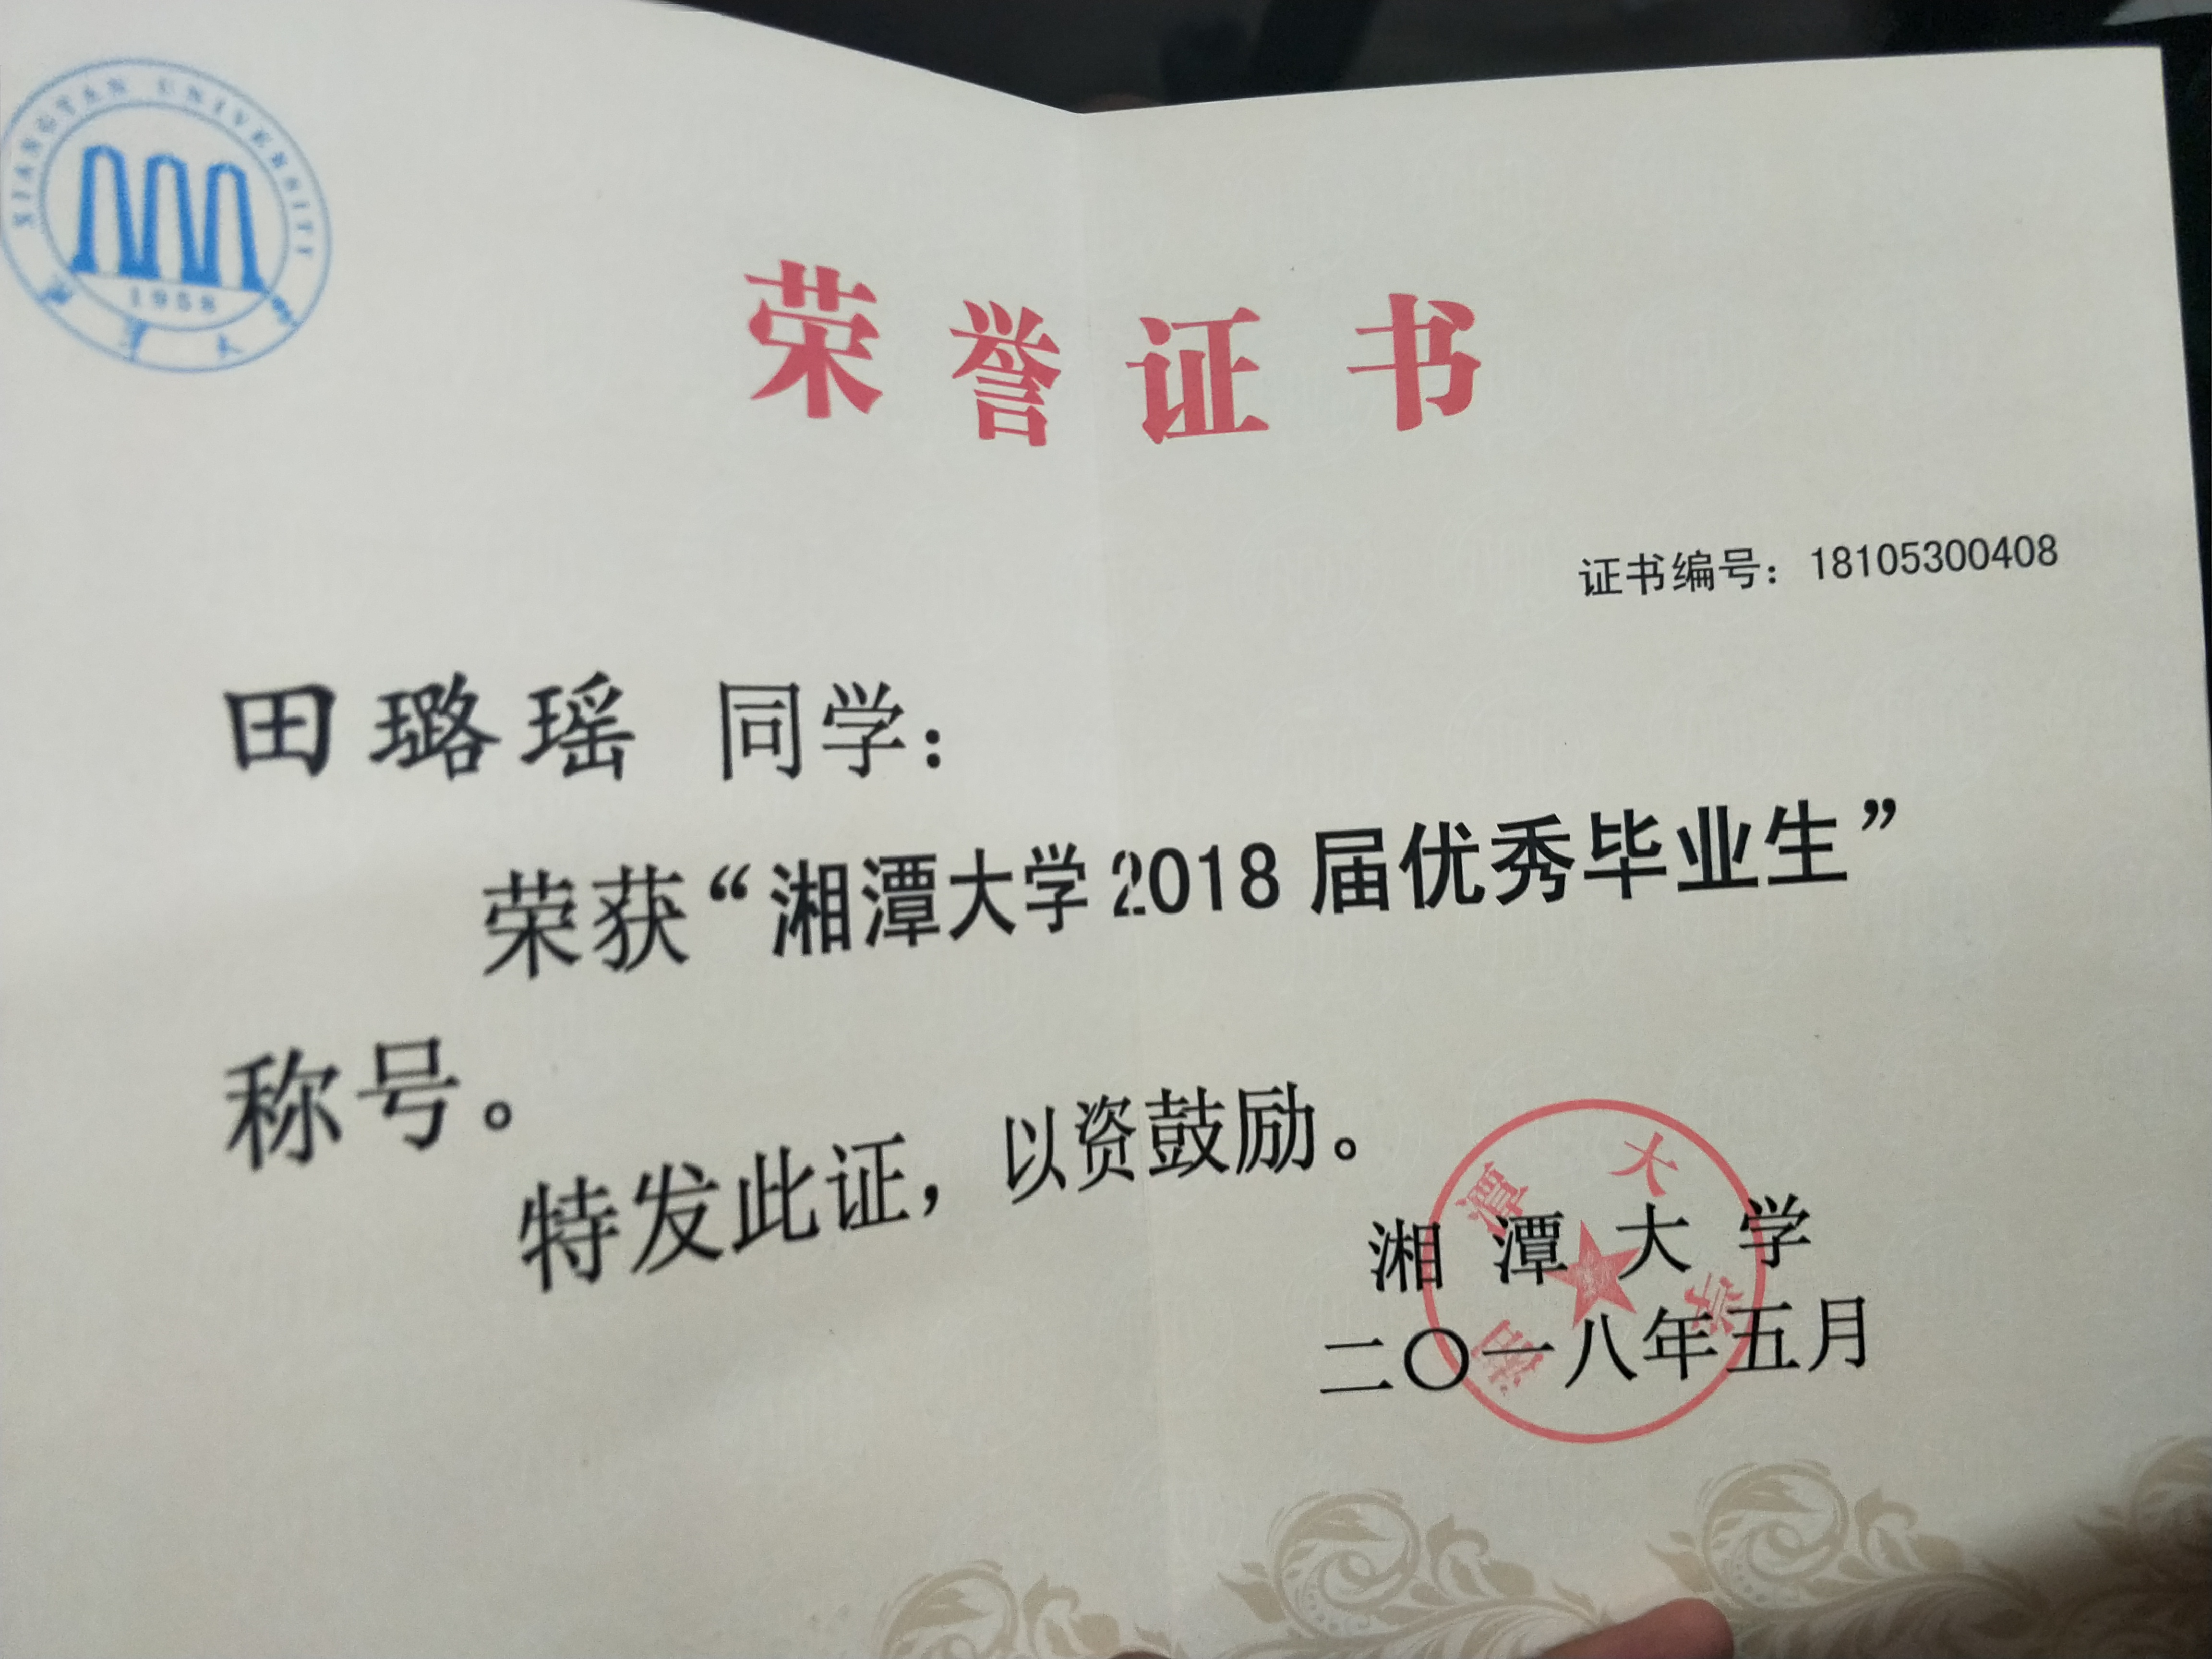 XIANGTAN UNIVERSITY
1958
荣誉证书
证书编号：18105300408
田璐瑶 同学：
荣获“湘潭大学2018届优秀毕业生”
称号。
特发此证，以资鼓励。
湘潭大学
湘潭大学
二〇一八年五月